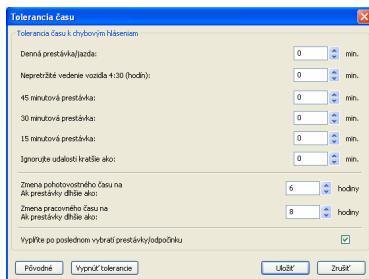 Tolerancia času
Tolerancia času k chybovým hláseniam
Denná prestávka/jazda: 0 min.
Nepretržité vedenie vozidla 4:30 (hodín): 0 min.
45 minutová prestávka: 0 min.
30 minutová prestávka: 0 min.
15 minutová prestávka: 0 min.
Ignorujte udalosti kratšie ako: 0 min.
Zmena pohotovostného času na
Ak prestávky dlhšie ako: 6 hodiny
Zmena pracovného času na
Ak prestávky dlhšie ako: 8 hodiny
Vyplňte po poslednom vybratí prestávky/odpočinku
Pôvodné Vypnúť tolerancie Uložiť Zrušiť